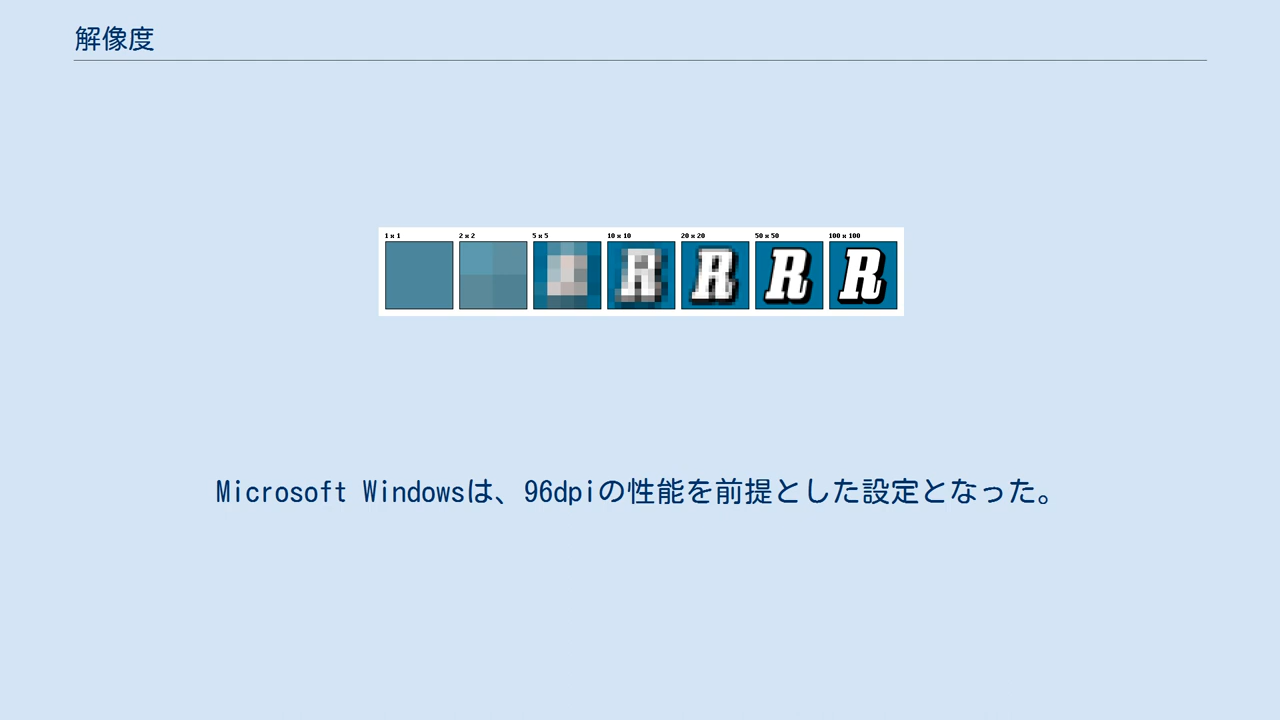 解像度
1 x 1 2 x 2 5 x 5 10 x 10 20 x 20 50 x 50 100 x 100
R R R R
Microsoft Windowsは、96dpiの性能を前提とした設定となった。